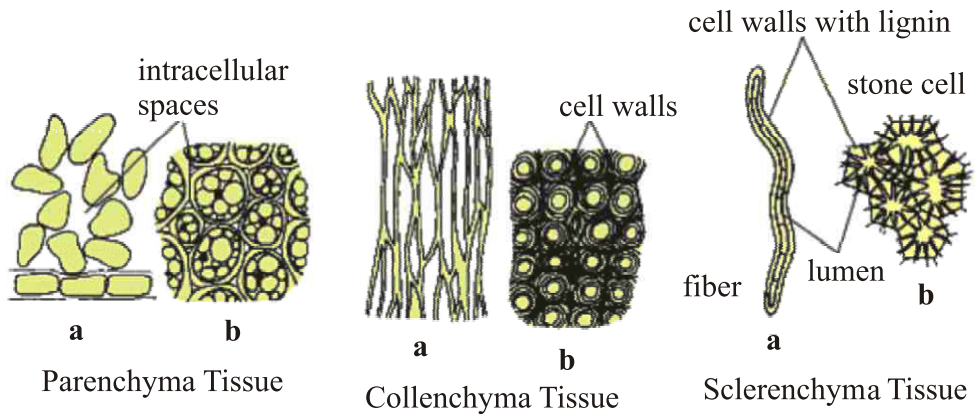 intracellular
spaces
a
b
Parenchyma Tissue
cell walls
a
b
Collenchyma Tissue
cell walls with lignin
stone cell
fiber
lumen
a
b
Sclerenchyma Tissue